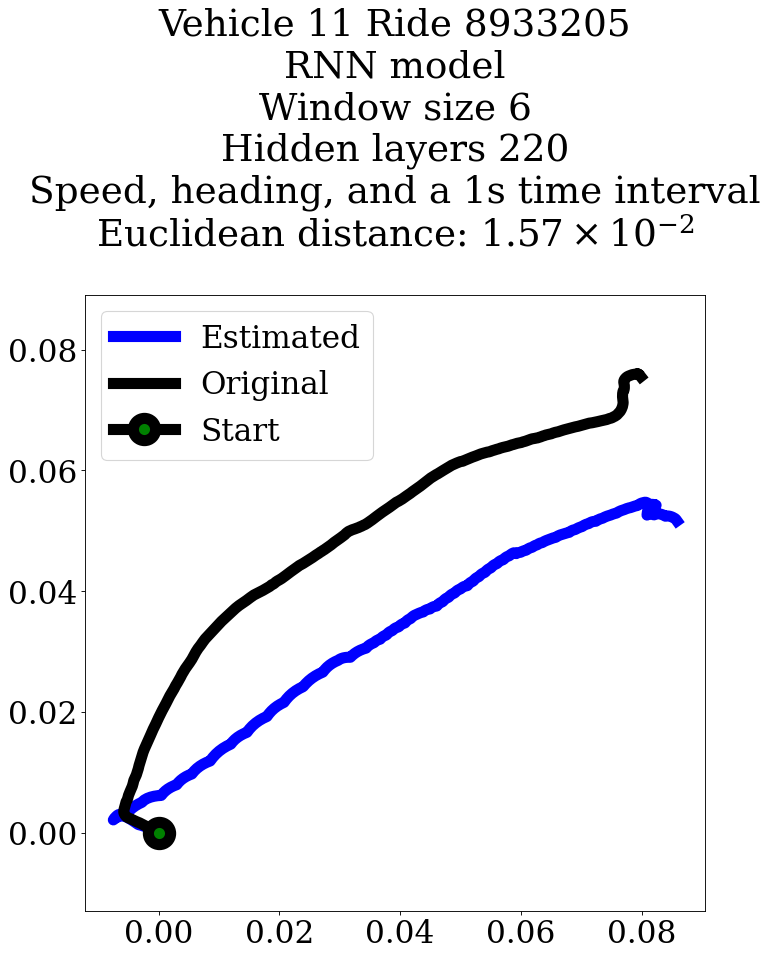 Vehicle 11 Ride 8933205
RNN model
Window size 6
Hidden layers 220
Speed, heading, and a 1s time interval
Euclidean distance: 1.57 × 10⁻²
Estimated
Original
Start
0.08
0.06
0.04
0.02
0.00
0.00 0.02 0.04 0.06 0.08